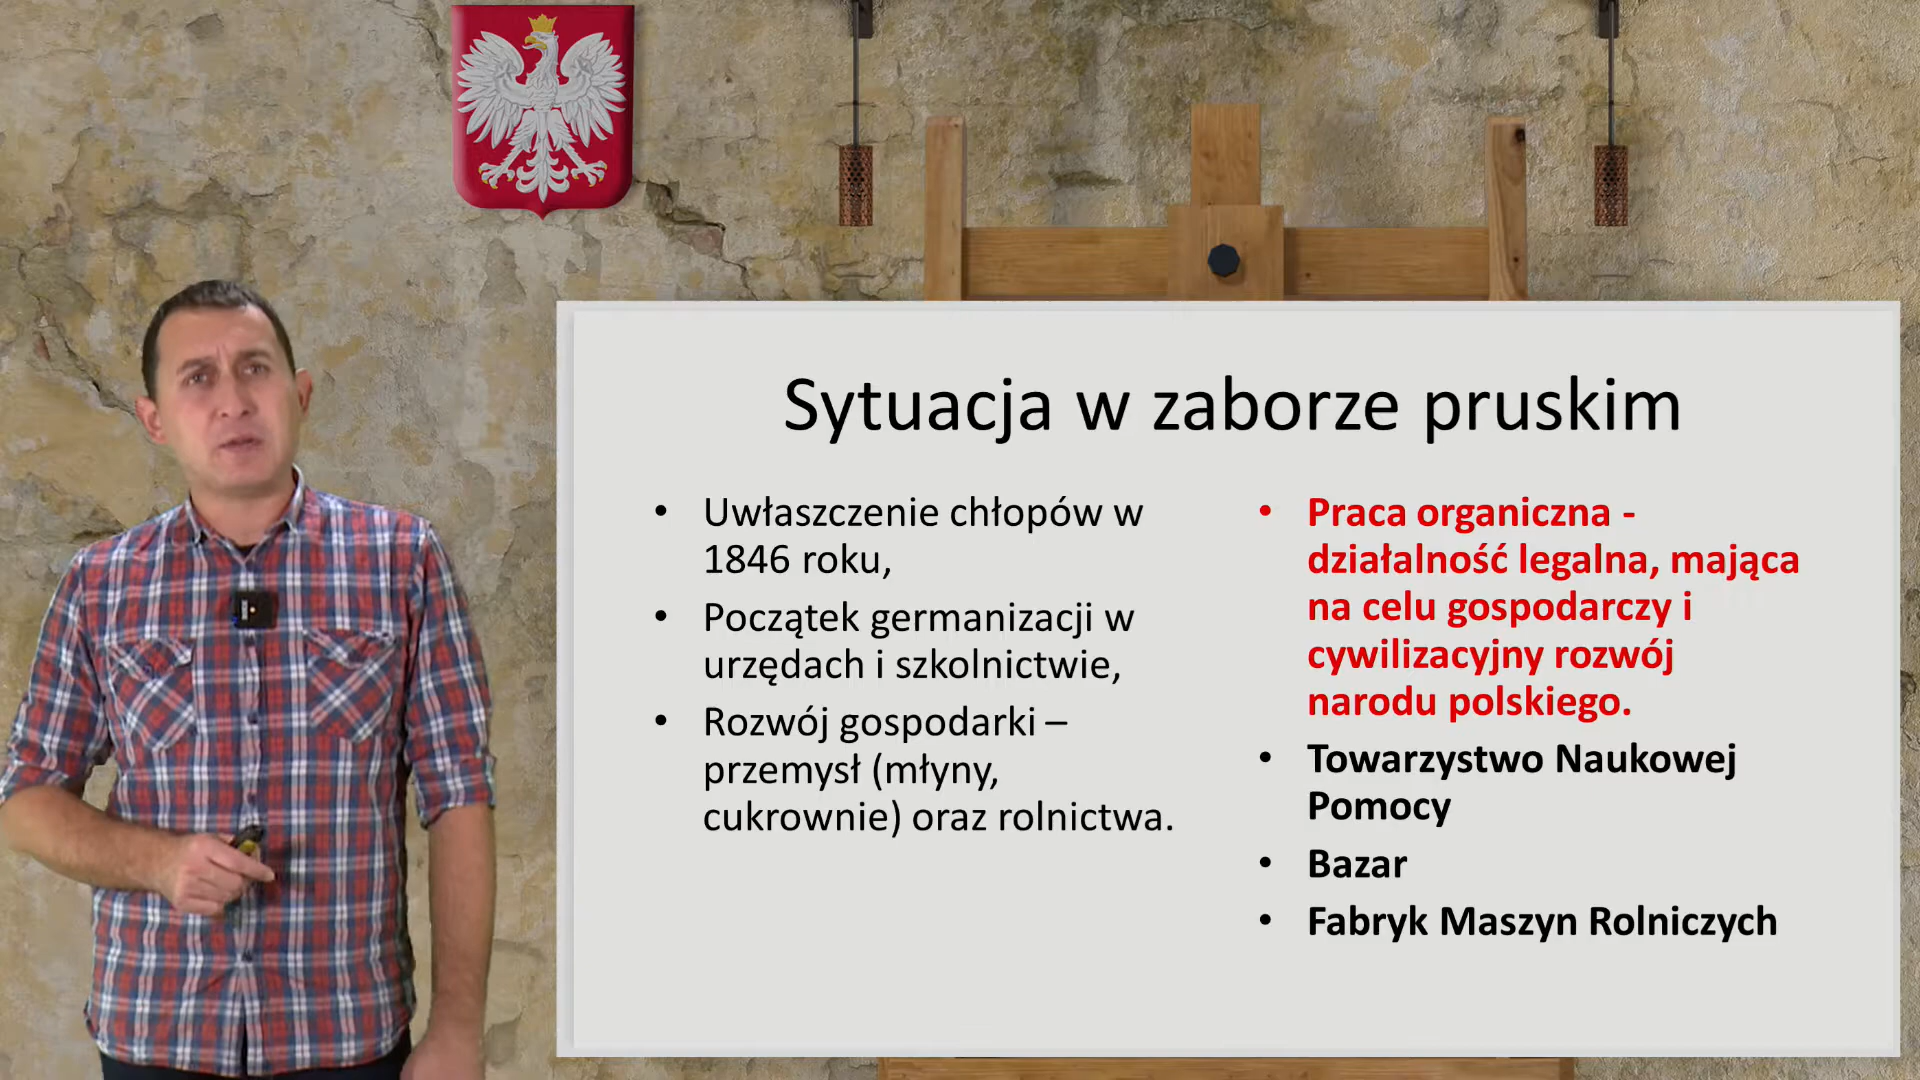 Sytuacja w zaborze pruskim
• Uwłaszczenie chłopów w
1846 roku,
• Początek germanizacji w
urzędach i szkolnictwie,
• Rozwój gospodarki –
przemysł (młyny,
cukrownie) oraz rolnictwa.
• Praca organiczna -
działalność legalna, mająca
na celu gospodarczy i
cywilizacyjny rozwój
narodu polskiego.
• Towarzystwo Naukowej
Pomocy
• Bazar
• Fabryk Maszyn Rolniczych